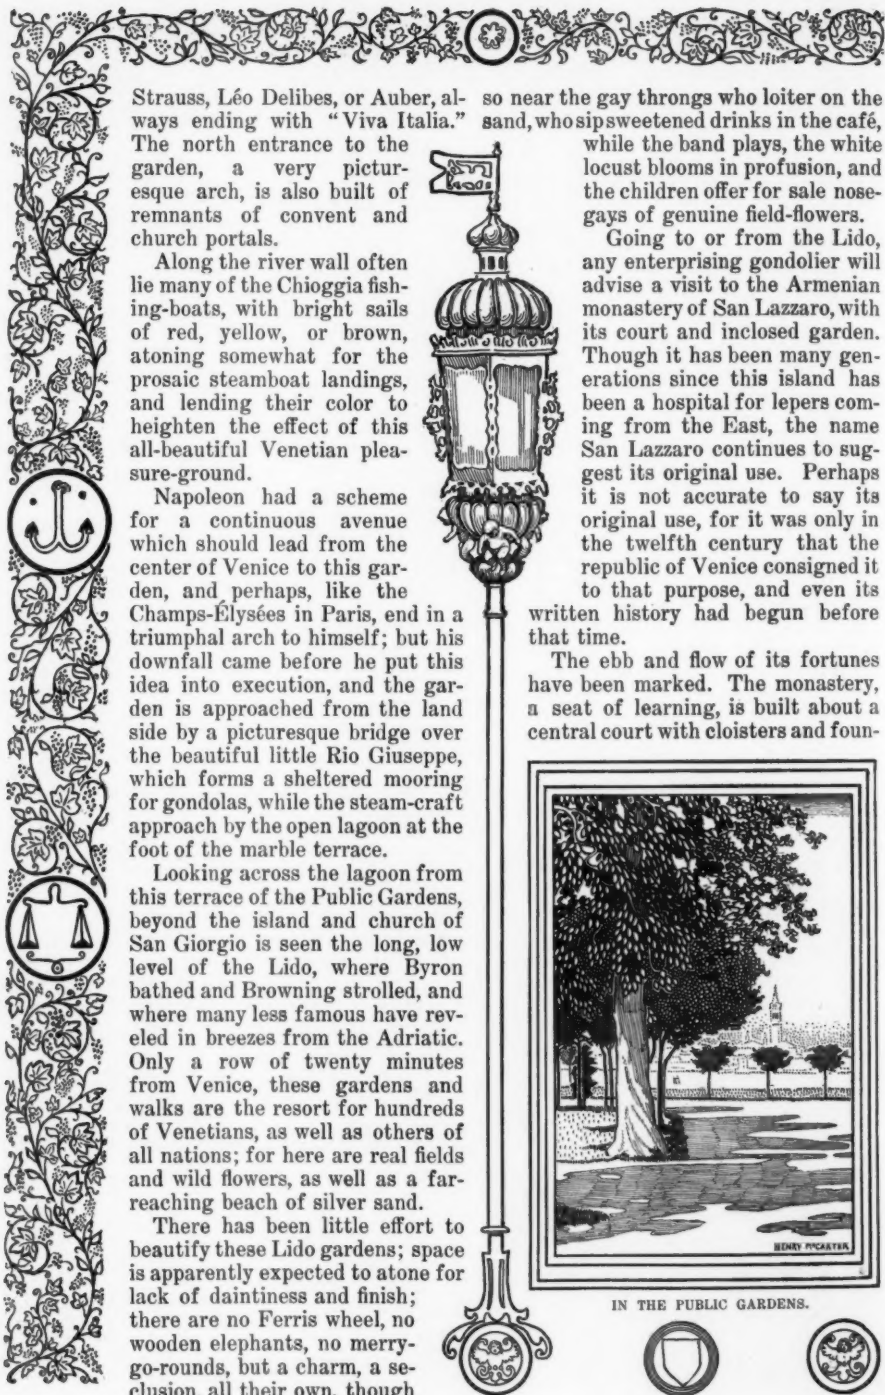 Strauss, Léo Delibes, or Auber, al-
ways ending with "Viva Italia."
The north entrance to the
garden, a very pictur-
esque arch, is also built of
remnants of convent and
church portals.
Along the river wall often
lie many of the Chioggia fish-
ing-boats, with bright sails
of red, yellow, or brown,
atoning somewhat for the
prosaic steamboat landings,
and lending their color to
heighten the effect of this
all-beautiful Venetian plea-
sure-ground.
Napoleon had a scheme
for a continuous avenue
which should lead from the
center of Venice to this gar-
den, and perhaps, like the
Champs-Élysées in Paris, end in a
triumphal arch to himself; but his
downfall came before he put this
idea into execution, and the gar-
den is approached from the land
side by a picturesque bridge over
the beautiful little Rio Giuseppe,
which forms a sheltered mooring
for gondolas, while the steam-craft
approach by the open lagoon at the
foot of the marble terrace.
Looking across the lagoon from
this terrace of the Public Gardens,
beyond the island and church of
San Giorgio is seen the long, low
level of the Lido, where Byron
bathed and Browning strolled, and
where many less famous have rev-
eled in breezes from the Adriatic.
Only a row of twenty minutes
from Venice, these gardens and
walks are the resort for hundreds
of Venetians, as well as others of
all nations; for here are real fields
and wild flowers, as well as a far-
reaching beach of silver sand.
There has been little effort to
beautify these Lido gardens; space
is apparently expected to atone for
lack of daintiness and finish;
there are no Ferris wheel, no
wooden elephants, no merry-
go-rounds, but a charm, a se-
clusion, all their own, though
so near the gay throngs who loiter on the
sand, who sip sweetened drinks in the café,
while the band plays, the white
locust blooms in profusion, and
the children offer for sale nose-
gays of genuine field-flowers.
Going to or from the Lido,
any enterprising gondolier will
advise a visit to the Armenian
monastery of San Lazzaro, with
its court and inclosed garden.
Though it has been many gen-
erations since this island has
been a hospital for lepers com-
ing from the East, the name
San Lazzaro continues to sug-
gest its original use. Perhaps
it is not accurate to say its
original use, for it was only in
the twelfth century that the
republic of Venice consigned it
to that purpose, and even its
written history had begun before
that time.
The ebb and flow of its fortunes
have been marked. The monastery,
a seat of learning, is built about a
central court with cloisters and foun-
HENRY McCARTER
IN THE PUBLIC GARDENS.